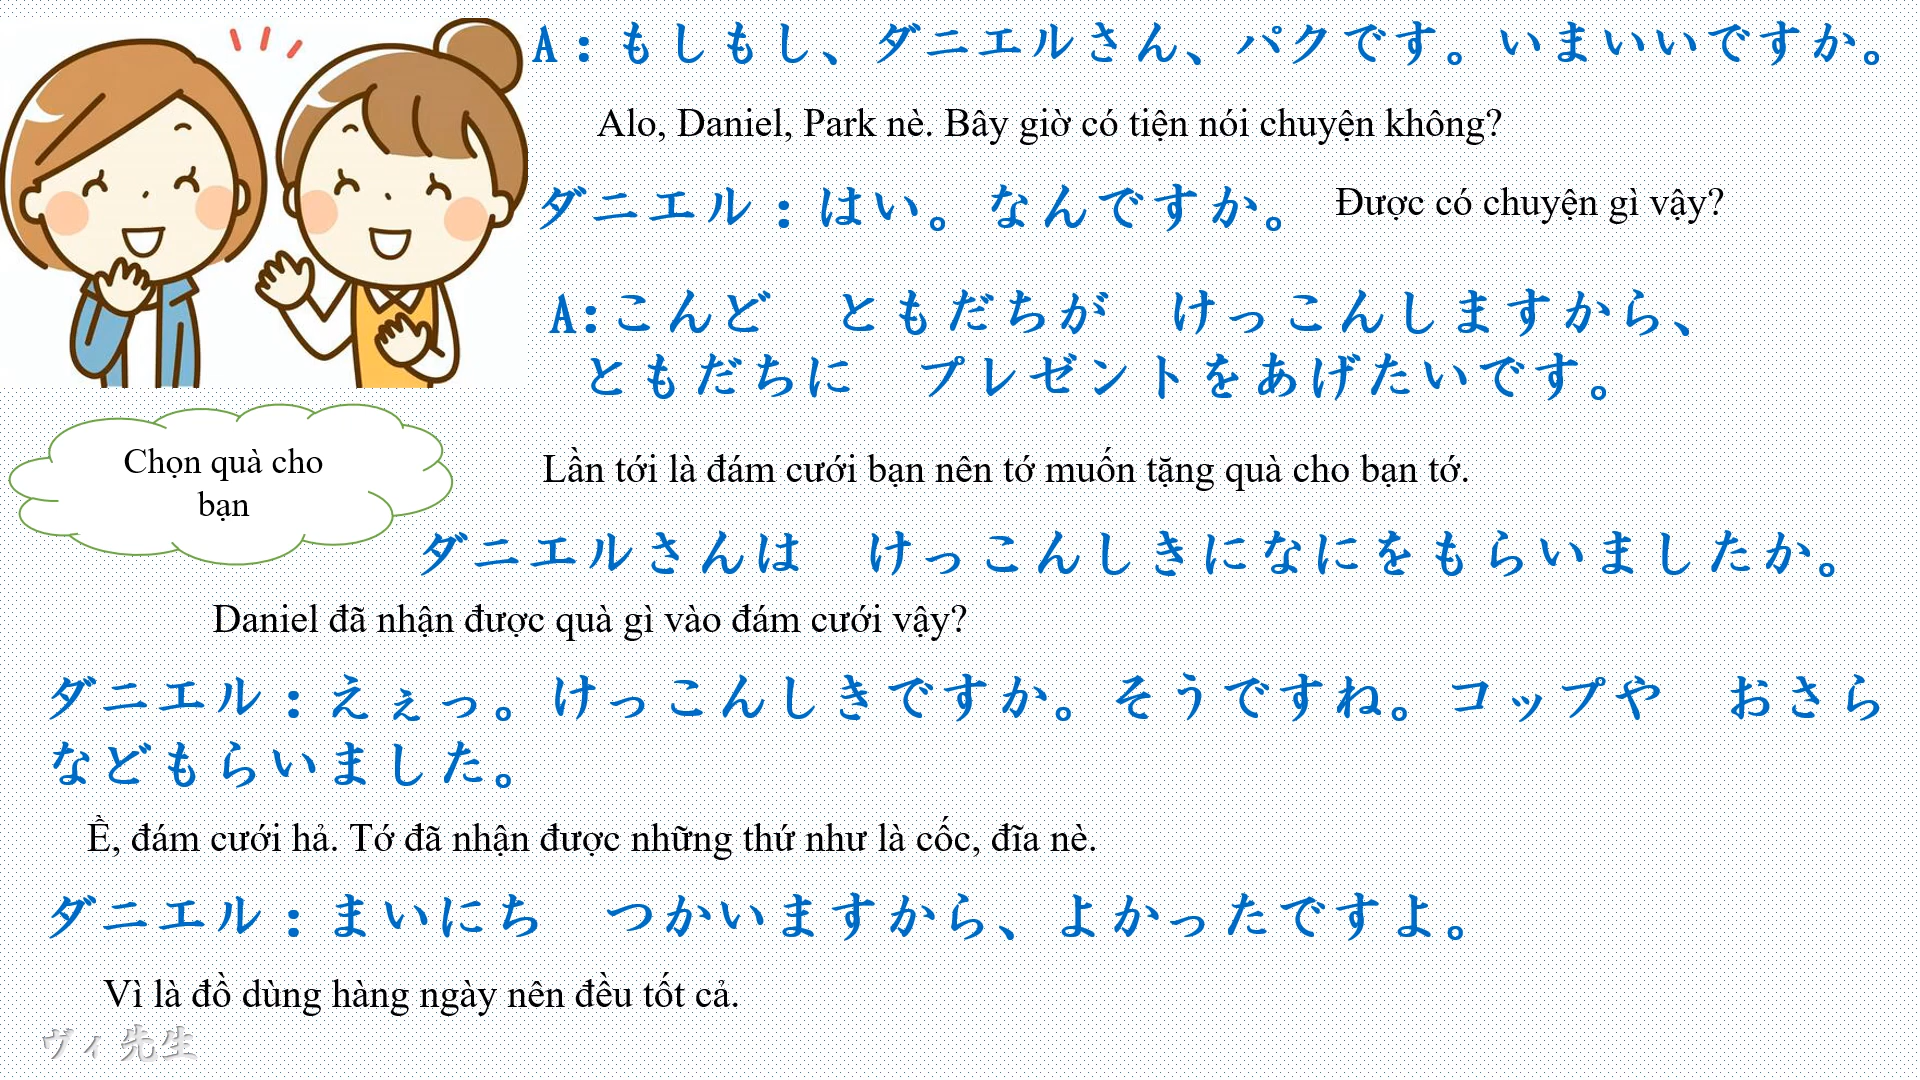 A：もしもし、ダニエルさん、パクです。いまいいですか。
Alo, Daniel, Park nè. Bây giờ có tiện nói chuyện không?
ダニエル：はい。なんですか。
Được có chuyện gì vậy?
A:こんど　ともだちが　けっこんしますから、
ともだちに　プレゼントをあげたいです。
Chọn quà cho
bạn
Lần tới là đám cưới bạn nên tớ muốn tặng quà cho bạn tớ.
ダニエルさんは　けっこんしきになにをもらいましたか。
Daniel đã nhận được quà gì vào đám cưới vậy?
ダニエル：えぇっ。けっこんしきですか。そうですね。コップや　おさら
などもらいました。
Ề, đám cưới hả. Tớ đã nhận được những thứ như là cốc, đĩa nè.
ダニエル：まいにち　つかいますから、よかったですよ。
Vì là đồ dùng hàng ngày nên đều tốt cả.
ヴィ先生